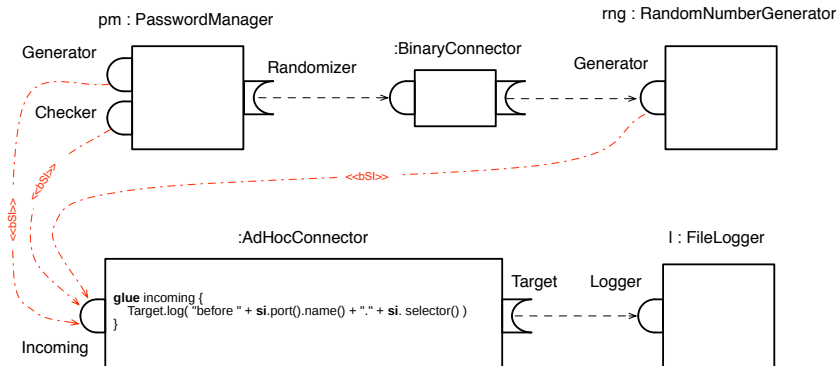 pm : PasswordManager
rng : RandomNumberGenerator
Generator
:BinaryConnector
Randomizer
Generator
Checker
<<bSI>>
<<bSI>>
<<bSI>>
:AdHocConnector
l : FileLogger
Target
Logger
glue incoming {
Target.log( "before " + si.port().name() + "." + si. selector() )
}
Incoming